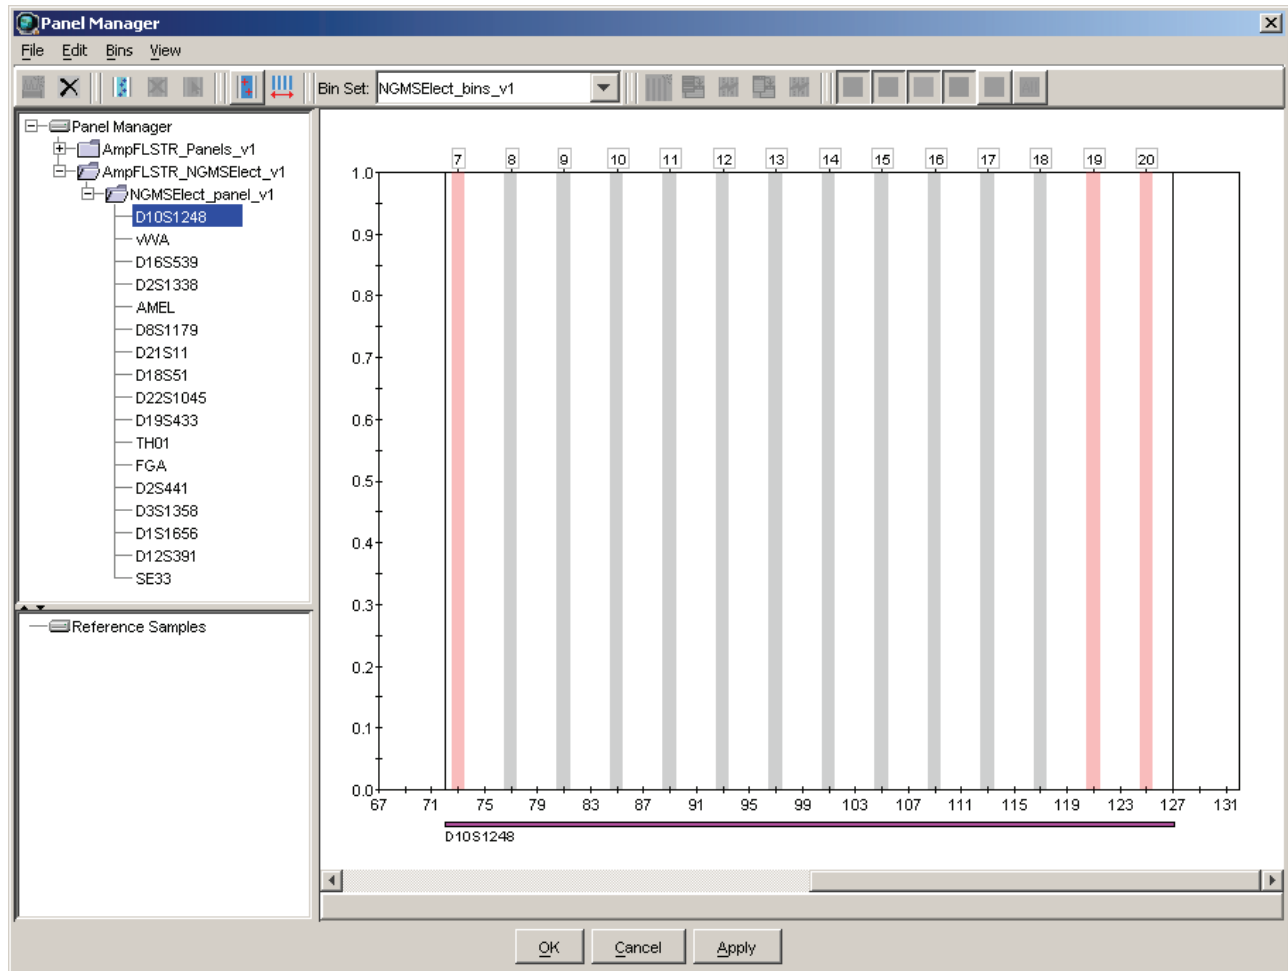 Panel Manager
File Edit Bins View
Bin Set: NGMSElect_bins_v1
Panel Manager
AmpFLSTR_Panels_v1
AmpFLSTR_NGMSElect_v1
NGMSElect_panel_v1
D10S1248
vWA
D16S539
D2S1338
AMEL
D8S1179
D21S11
D18S51
D22S1045
D19S433
TH01
FGA
D2S441
D3S1358
D1S1656
D12S391
SE33
Reference Samples
7 8 9 10 11 12 13 14 15 16 17 18 19 20
1.0
0.9
0.8
0.7
0.6
0.5
0.4
0.3
0.2
0.1
0.0
67 71 75 79 83 87 91 95 99 103 107 111 115 119 123 127 131
D10S1248
OK Cancel Apply